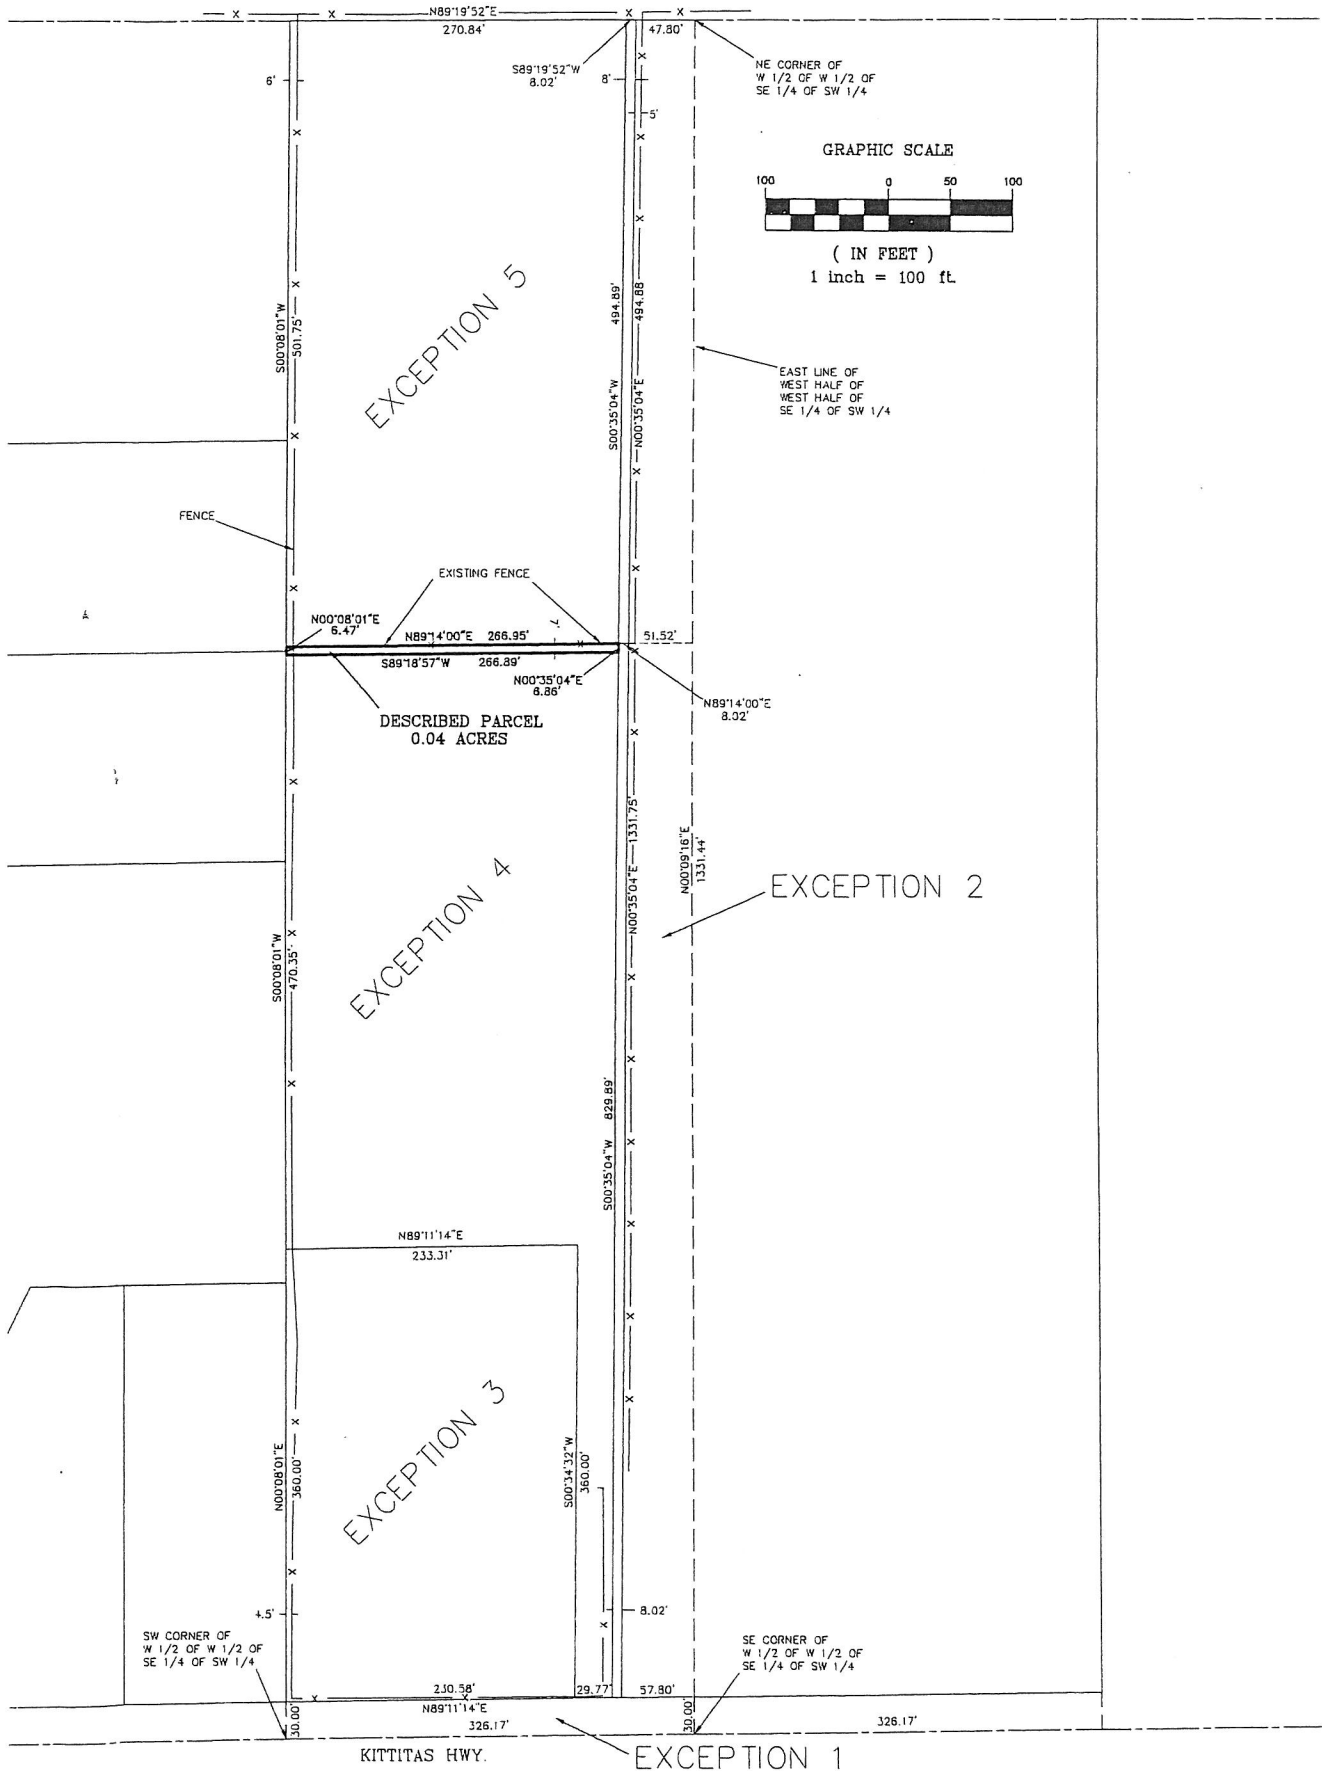 N89°19'52"E
270.84'
47.80'
S89°19'52"W
8.02'
6'
8'
5'
NE CORNER OF
W 1/2 OF W 1/2 OF
SE 1/4 OF SW 1/4
GRAPHIC SCALE
100 0 50 100
( IN FEET )
1 inch = 100 ft.
EXCEPTION 5
S00°08'01"W
501.75'
494.89'
S00°35'04"W
494.88
N00°35'04"E
EAST LINE OF
WEST HALF OF
WEST HALF OF
SE 1/4 OF SW 1/4
FENCE
EXISTING FENCE
N00°08'01"E
6.47'
N89°14'00"E 266.95'
7.'
51.52'
S89°18'57"W 266.89'
N00°35'04"E
6.86'
N89°14'00"E
8.02'
DESCRIBED PARCEL
0.04 ACRES
EXCEPTION 4
S00°08'01"W
470.35'
N00°35'04"E 1331.75'
N00°09'16"E
1331.44'
EXCEPTION 2
S00°35'04"W 829.89'
N89°11'14"E
233.31'
EXCEPTION 3
N00°08'01"E
360.00'
S00°34'32"W
360.00'
4.5'
8.02'
SW CORNER OF
W 1/2 OF W 1/2 OF
SE 1/4 OF SW 1/4
SE CORNER OF
W 1/2 OF W 1/2 OF
SE 1/4 OF SW 1/4
230.58'
29.77'
57.80'
N89°11'14"E
30.00'
326.17'
30.00'
326.17'
KITTITAS HWY.
EXCEPTION 1